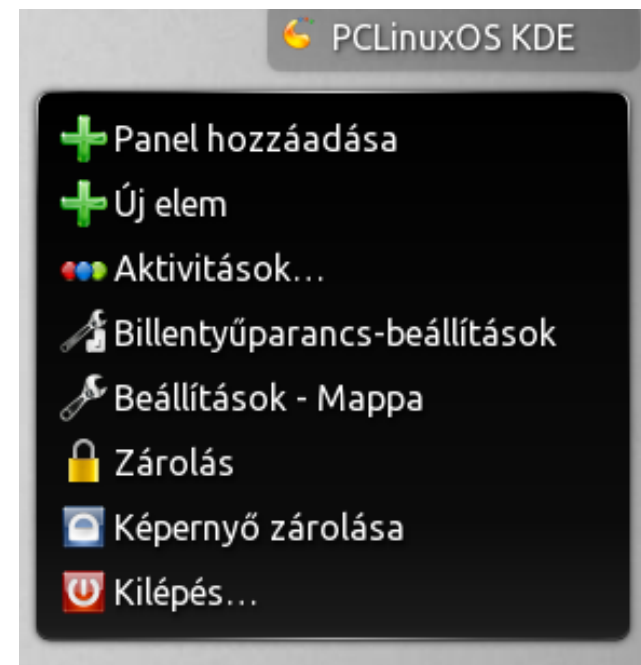 PCLinuxOS KDE
Panel hozzáadása
Új elem
Aktivitások…
Billentyűparancs-beállítások
Beállítások - Mappa
Zárolás
Képernyő zárolása
Kilépés…